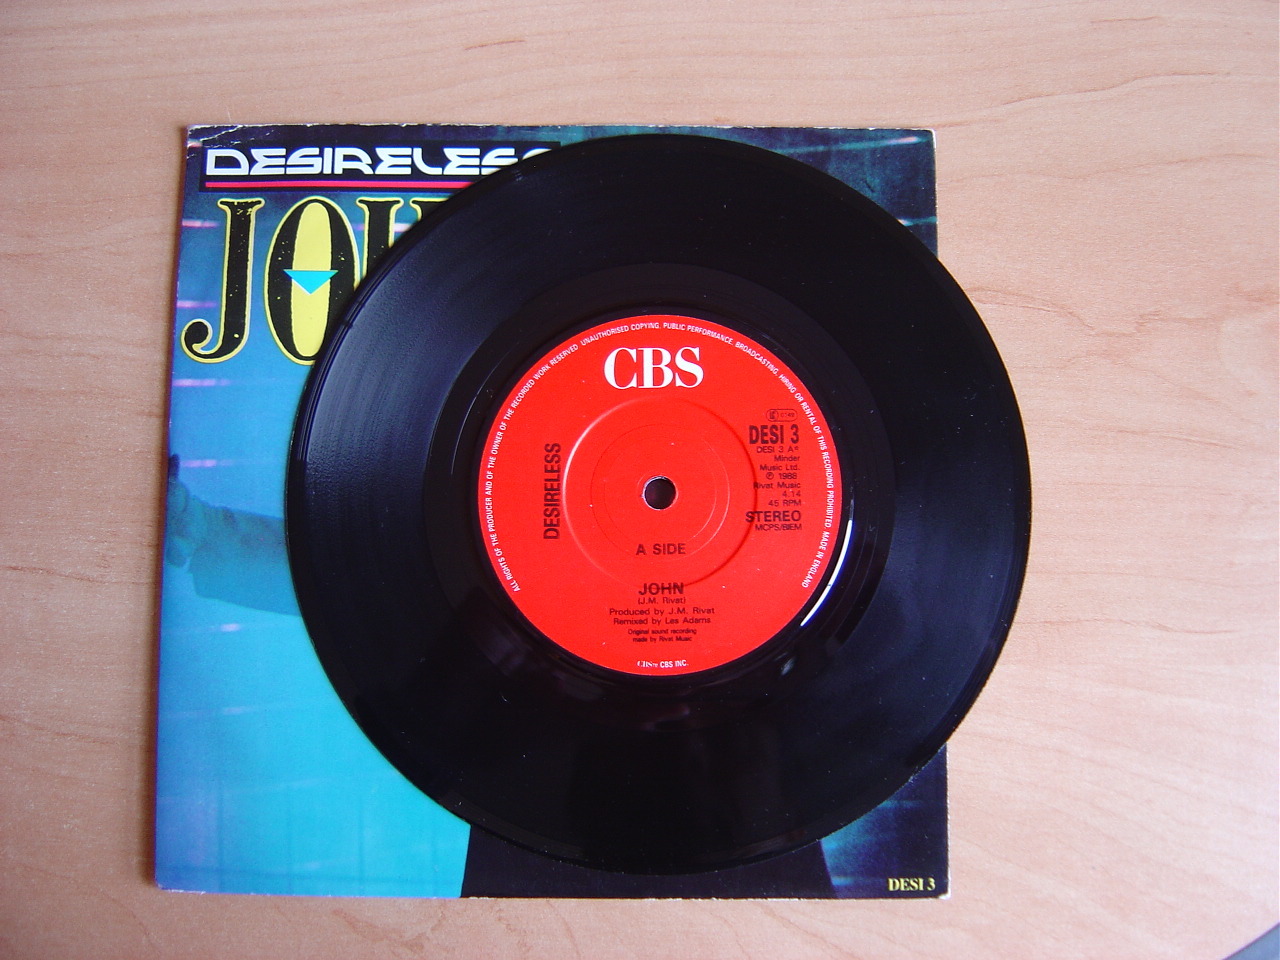 DESIRELESS
JOHN
ALL RIGHTS OF THE PRODUCER AND OF THE OWNER OF THE RECORDED WORK RESERVED. UNAUTHORISED COPYING, PUBLIC PERFORMANCE, BROADCASTING, HIRING OR RENTAL OF THIS RECORDING PROHIBITED. MADE IN ENGLAND
CBS
DESIRELESS
DESI 3
DESI 3 A°
Minder
Music Ltd.
℗ 1988
Rivat Music
4.14
45 RPM
STEREO
MCPS/BIEM
A SIDE
JOHN
(J.M. Rivat)
Produced by J.M. Rivat
Remixed by Les Adams
Original sound recording
made by Rivat Music
CBS™ CBS INC.
DESI 3